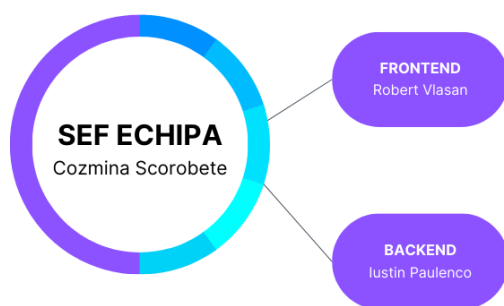 SEF ECHIPA
Cozmina Scorobete
FRONTEND
Robert Vlasan
BACKEND
Iustin Paulenco